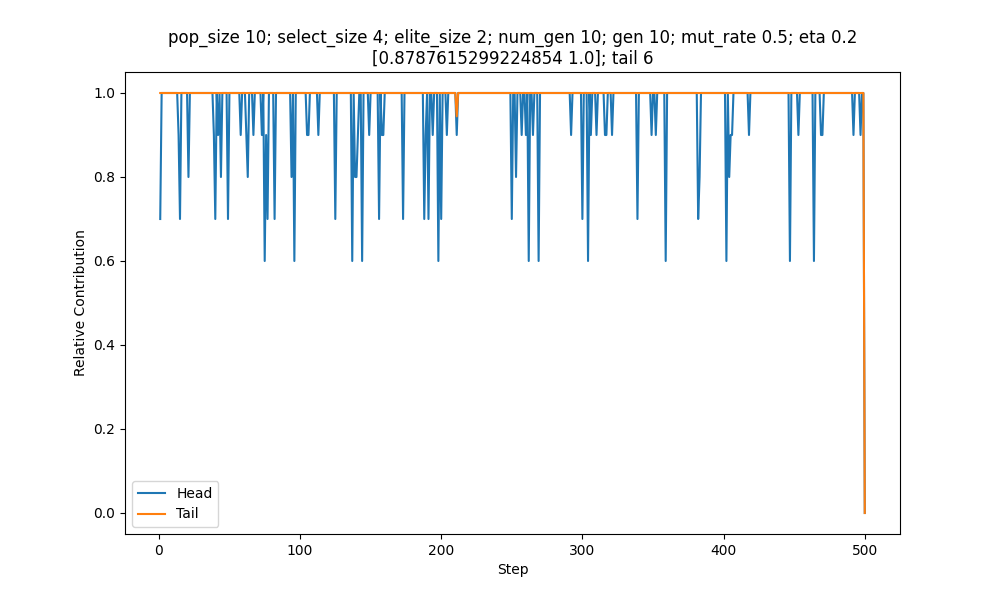 pop_size 10; select_size 4; elite_size 2; num_gen 10; gen 10; mut_rate 0.5; eta 0.2
[0.8787615299224854 1.0]; tail 6
Relative Contribution
1.0
0.8
0.6
0.4
0.2
0.0
Head
Tail
0
100
200
300
400
500
Step